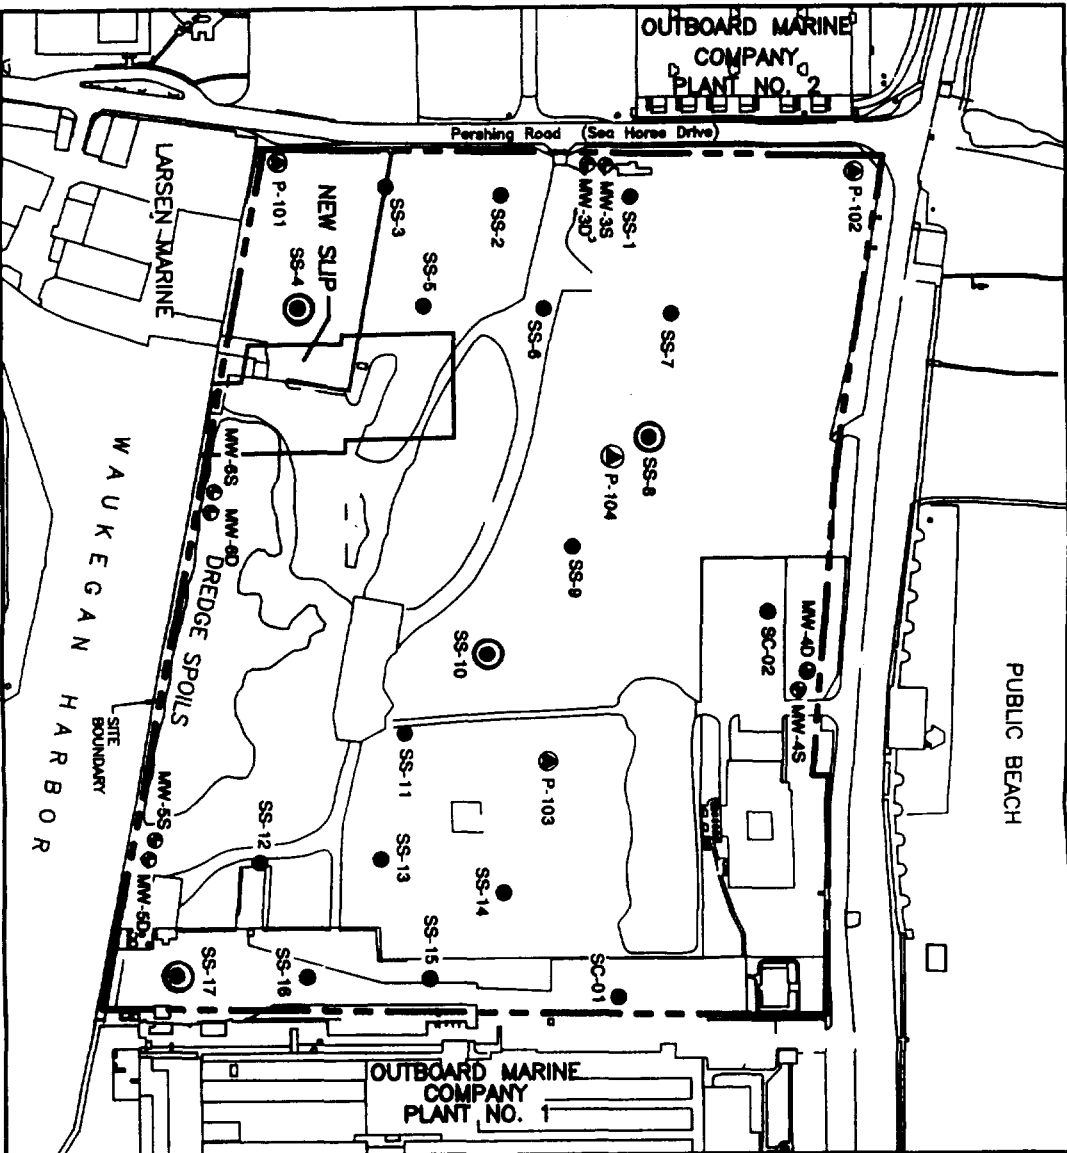 OUTBOARD MARINE
COMPANY
PLANT NO. 2
Pershing Road (Sea Horse Drive)
LARSEN MARINE
P-101
NEW SLIP
SS-4
SS-3
SS-5
SS-2
SS-6
MW-3D
MW-3S
SS-1
SS-7
P-102
SS-8
P-104
SS-9
SS-10
MW-6S
MW-6D
DREDGE SPOILS
WAUKEGAN HARBOR
SITE
BOUNDARY
SC-02
MW-4D
MW-4S
PUBLIC BEACH
SS-11
P-103
MW-5S
MW-5D
SS-12
SS-13
SS-14
SS-15
SS-16
SS-17
SC-01
OUTBOARD MARINE
COMPANY
PLANT NO. 1